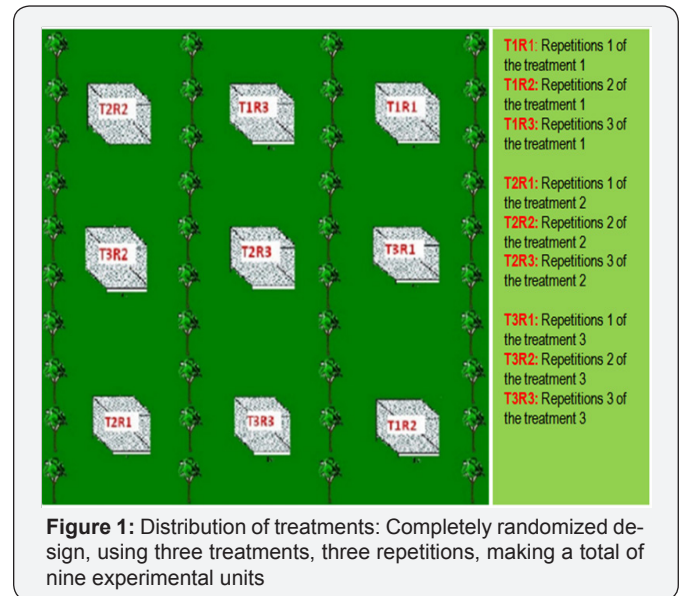 T2R2 T1R3 T1R1
T3R2 T2R3 T3R1
T2R1 T3R3 T1R2
T1R1: Repetitions 1 of
the treatment 1
T1R2: Repetitions 2 of
the treatment 1
T1R3: Repetitions 3 of
the treatment 1
T2R1: Repetitions 1 of
the treatment 2
T2R2: Repetitions 2 of
the treatment 2
T2R3: Repetitions 3 of
the treatment 2
T3R1: Repetitions 1 of
the treatment 3
T3R2: Repetitions 2 of
the treatment 3
T3R3: Repetitions 3 of
the treatment 3
Figure 1: Distribution of treatments: Completely randomized de-
sign, using three treatments, three repetitions, making a total of
nine experimental units